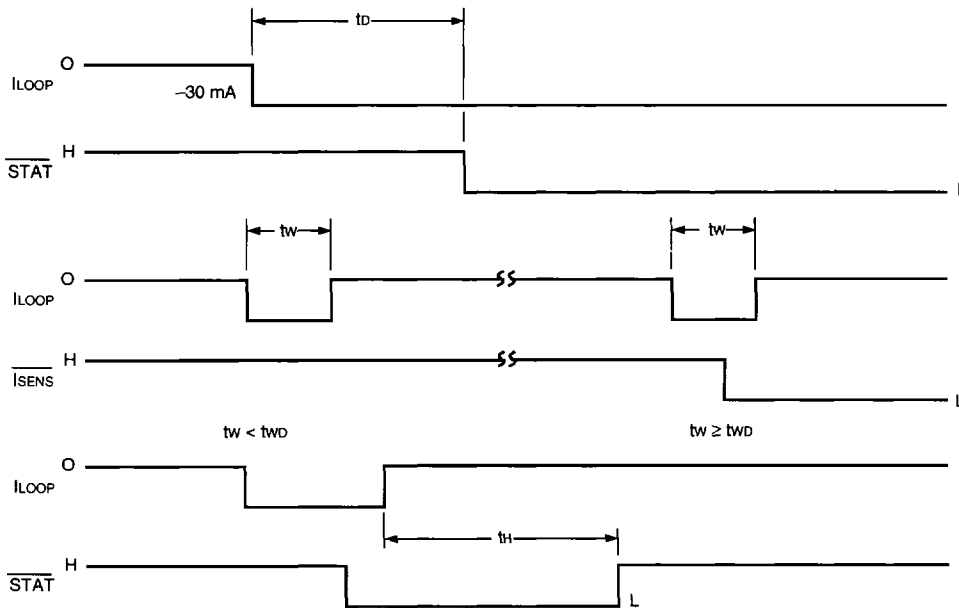 tD
O
ILOOP
–30 mA
H
STAT
L
tW
tW
O
ILOOP
H
ISENS
L
tW < tWD
tW ≥ tWD
O
ILOOP
tH
H
STAT
L